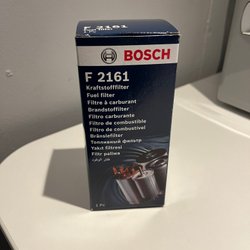 BOSCH
F 2161
Kraftstofffilter
Fuel filter
Filtre à carburant
Brandstoffilter
Filtro carburante
Filtro de combustible
Filtro de combustível
Bränslefilter
Топливный фильтр
Yakıt filtresi
Filtr paliwa